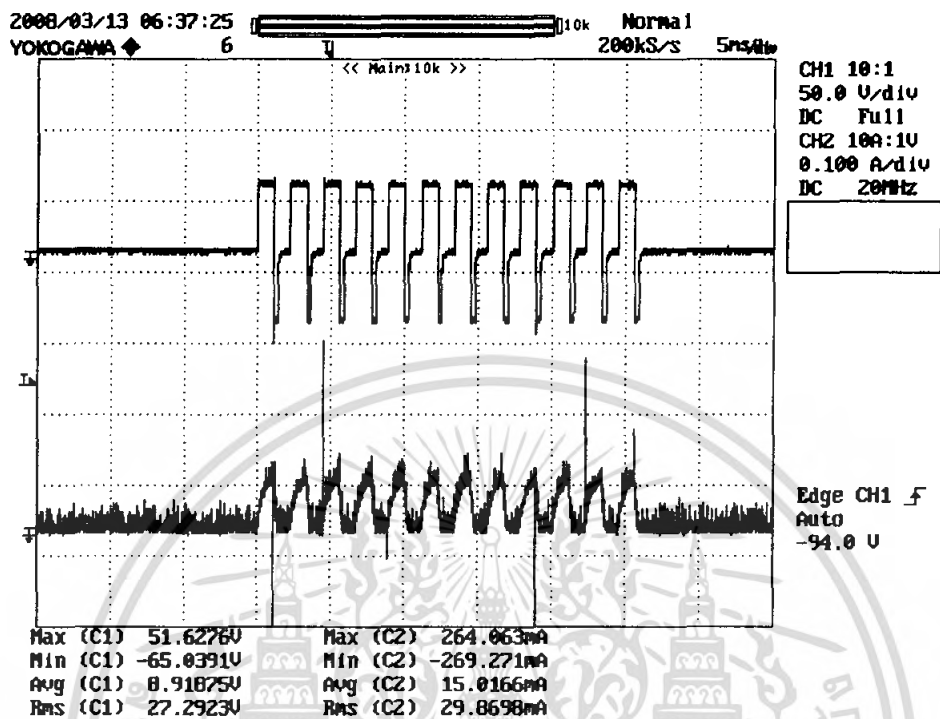 2008/03/13 06:37:25 10k Normal
YOKOGAWA ◆ 6 200kS/s 5ms/div
<< Main:10k >>
CH1 10:1
50.0 V/div
DC Full
CH2 10A:1V
0.100 A/div
DC 20MHz
Edge CH1
Auto
-94.0 V
Max (C1) 51.6276V Max (C2) 264.063mA
Min (C1) -65.0391V Min (C2) -269.271mA
Avg (C1) 8.91875V Avg (C2) 15.0166mA
Rms (C1) 27.2923V Rms (C2) 29.8698mA